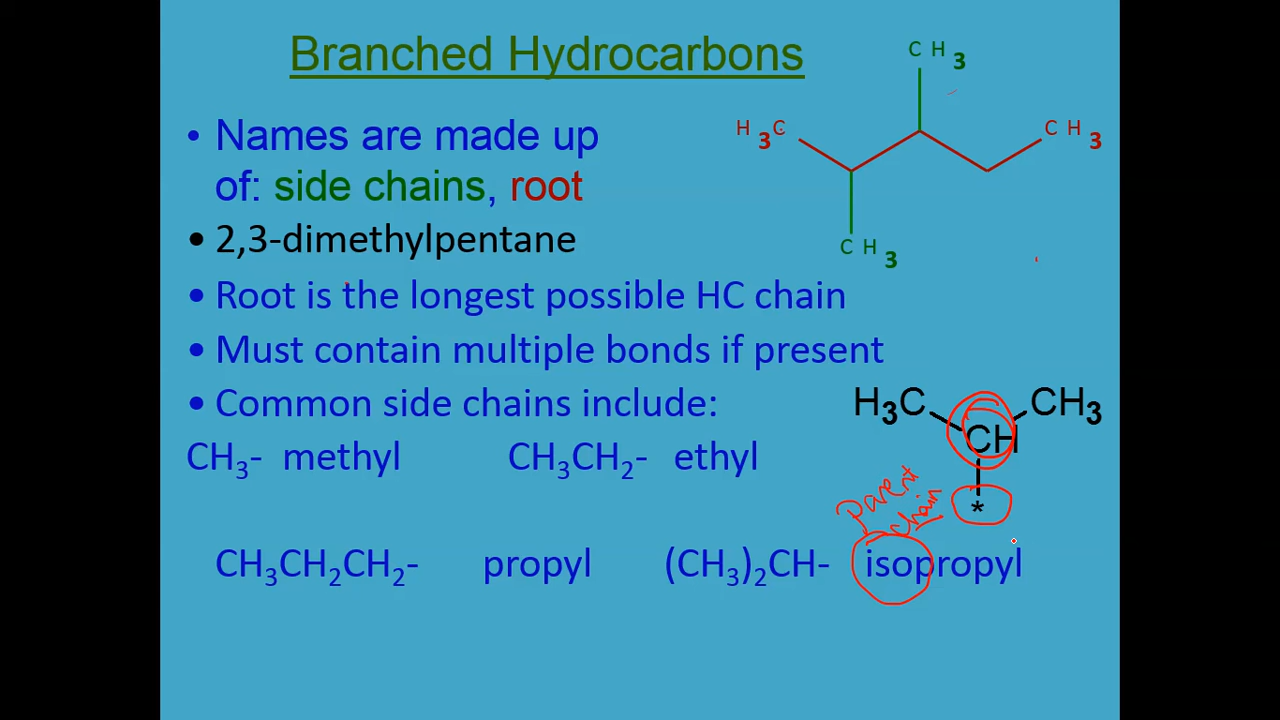 Branched Hydrocarbons
CH3
• Names are made up
H3C
CH3
of: side chains, root
• 2,3-dimethylpentane
CH3
• Root is the longest possible HC chain
• Must contain multiple bonds if present
• Common side chains include:
H3C
CH3
CH
CH3- methyl CH3CH2- ethyl
Parent
chain
*
CH3CH2CH2- propyl (CH3)2CH- isopropyl